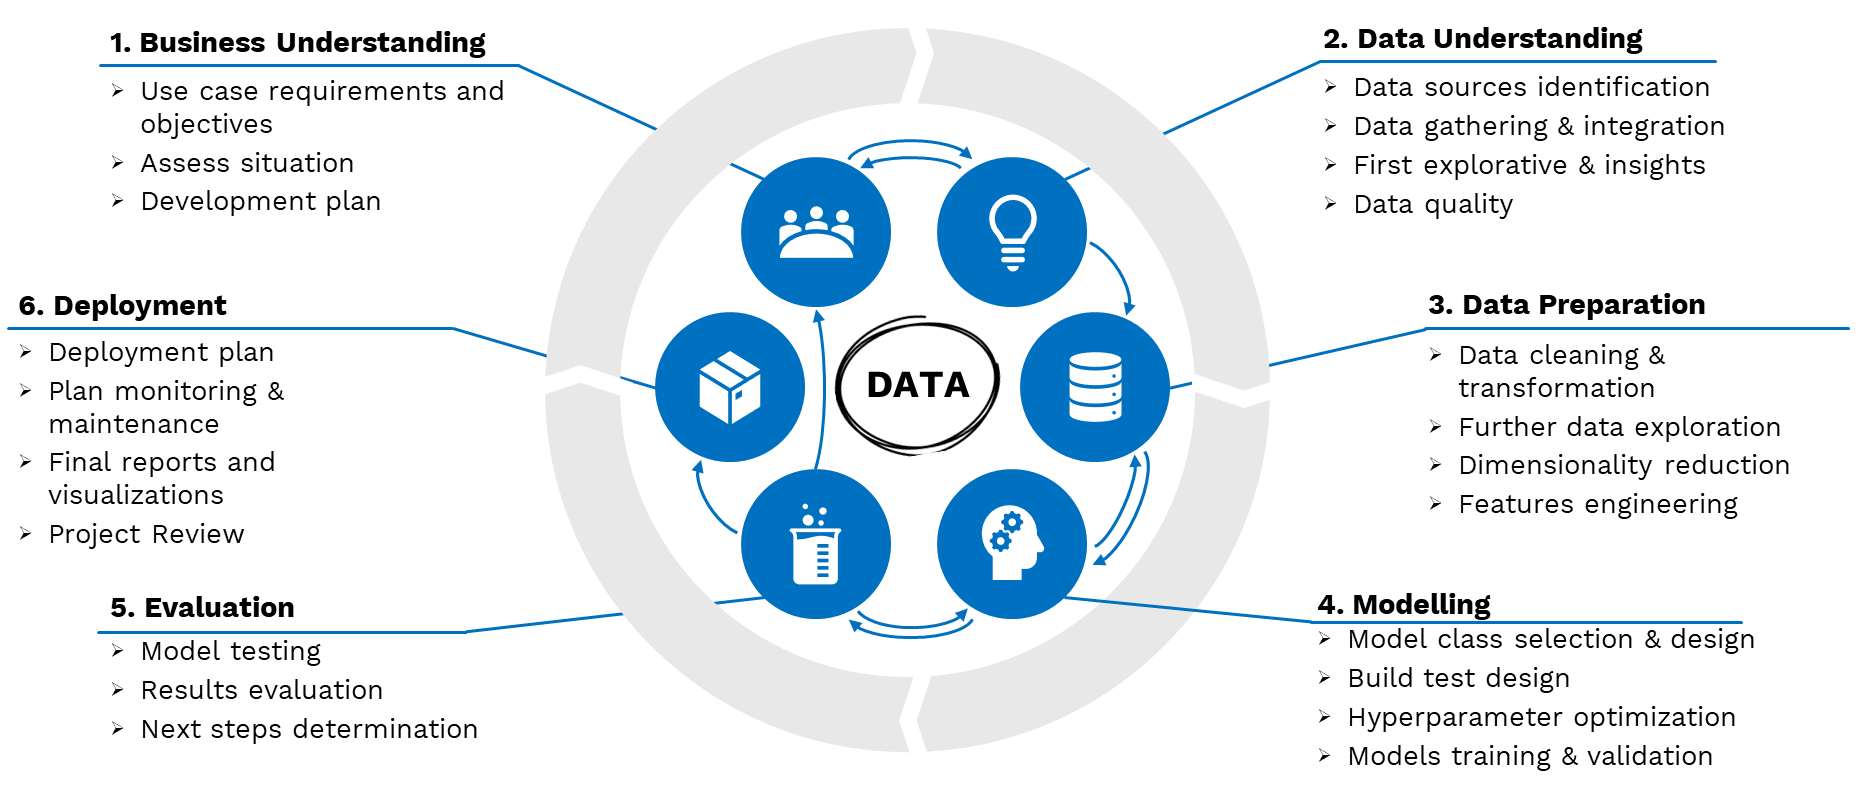 1. Business Understanding
➢ Use case requirements and
objectives
➢ Assess situation
➢ Development plan
2. Data Understanding
➢ Data sources identification
➢ Data gathering & integration
➢ First explorative & insights
➢ Data quality
6. Deployment
➢ Deployment plan
➢ Plan monitoring &
maintenance
➢ Final reports and
visualizations
➢ Project Review
DATA
3. Data Preparation
➢ Data cleaning &
transformation
➢ Further data exploration
➢ Dimensionality reduction
➢ Features engineering
5. Evaluation
➢ Model testing
➢ Results evaluation
➢ Next steps determination
4. Modelling
➢ Model class selection & design
➢ Build test design
➢ Hyperparameter optimization
➢ Models training & validation